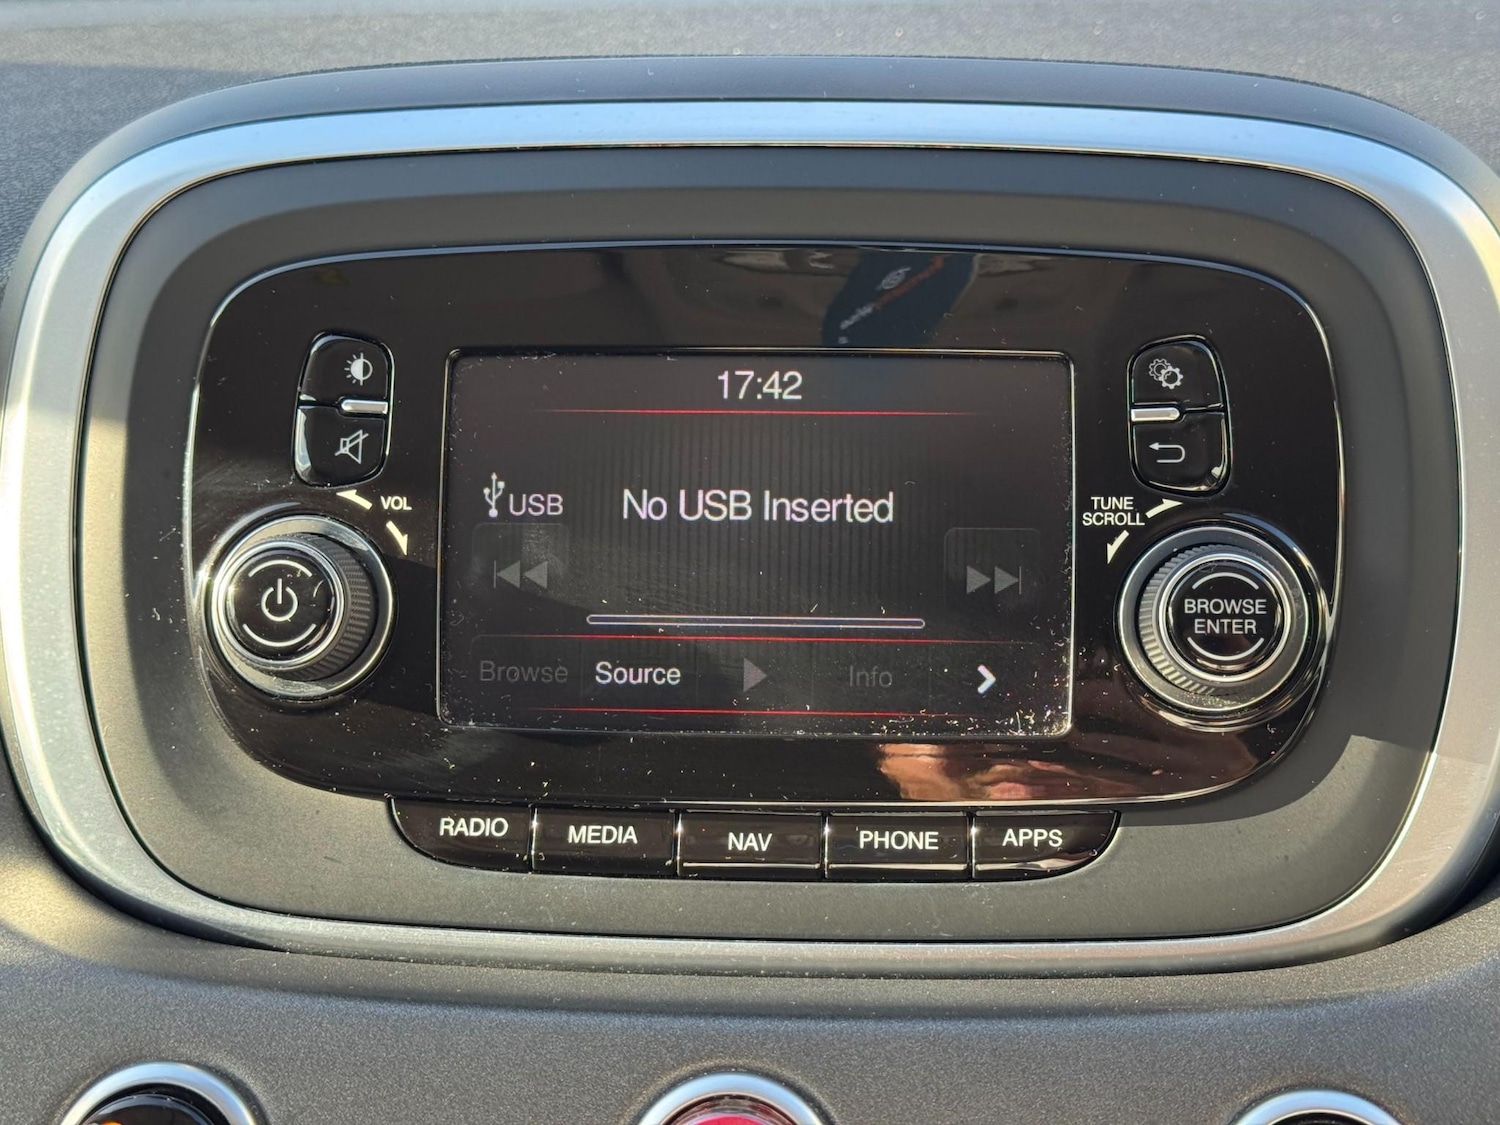 17:42
USB
No USB Inserted
Browse Source Info
VOL
TUNE
SCROLL
BROWSE
ENTER
RADIO
MEDIA
NAV
PHONE
APPS